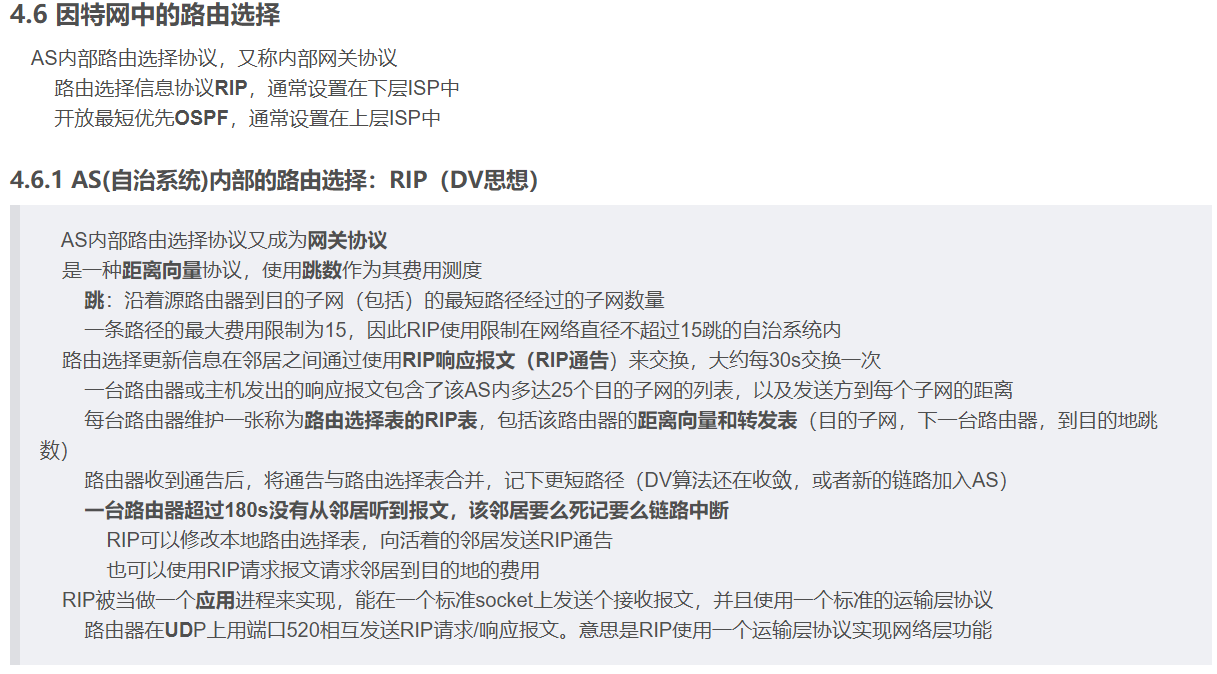 4.6 因特网中的路由选择
AS内部路由选择协议，又称内部网关协议
路由选择信息协议RIP，通常设置在下层ISP中
开放最短优先OSPF，通常设置在上层ISP中
4.6.1 AS(自治系统)内部的路由选择：RIP（DV思想）
AS内部路由选择协议又成为网关协议
是一种距离向量协议，使用跳数作为其费用测度
跳：沿着源路由器到目的子网（包括）的最短路径经过的子网数量
一条路径的最大费用限制为15，因此RIP使用限制在网络直径不超过15跳的自治系统内
路由选择更新信息在邻居之间通过使用RIP响应报文（RIP通告）来交换，大约每30s交换一次
一台路由器或主机发出的响应报文包含了该AS内多达25个目的子网的列表，以及发送方到每个子网的距离
每台路由器维护一张称为路由选择表的RIP表，包括该路由器的距离向量和转发表（目的子网，下一台路由器，到目的地跳
数）
路由器收到通告后，将通告与路由选择表合并，记下更短路径（DV算法还在收敛，或者新的链路加入AS）
一台路由器超过180s没有从邻居听到报文，该邻居要么死记要么链路中断
RIP可以修改本地路由选择表，向活着的邻居发送RIP通告
也可以使用RIP请求报文请求邻居到目的地的费用
RIP被当做一个应用进程来实现，能在一个标准socket上发送个接收报文，并且使用一个标准的运输层协议
路由器在UDP上用端口520相互发送RIP请求/响应报文。意思是RIP使用一个运输层协议实现网络层功能